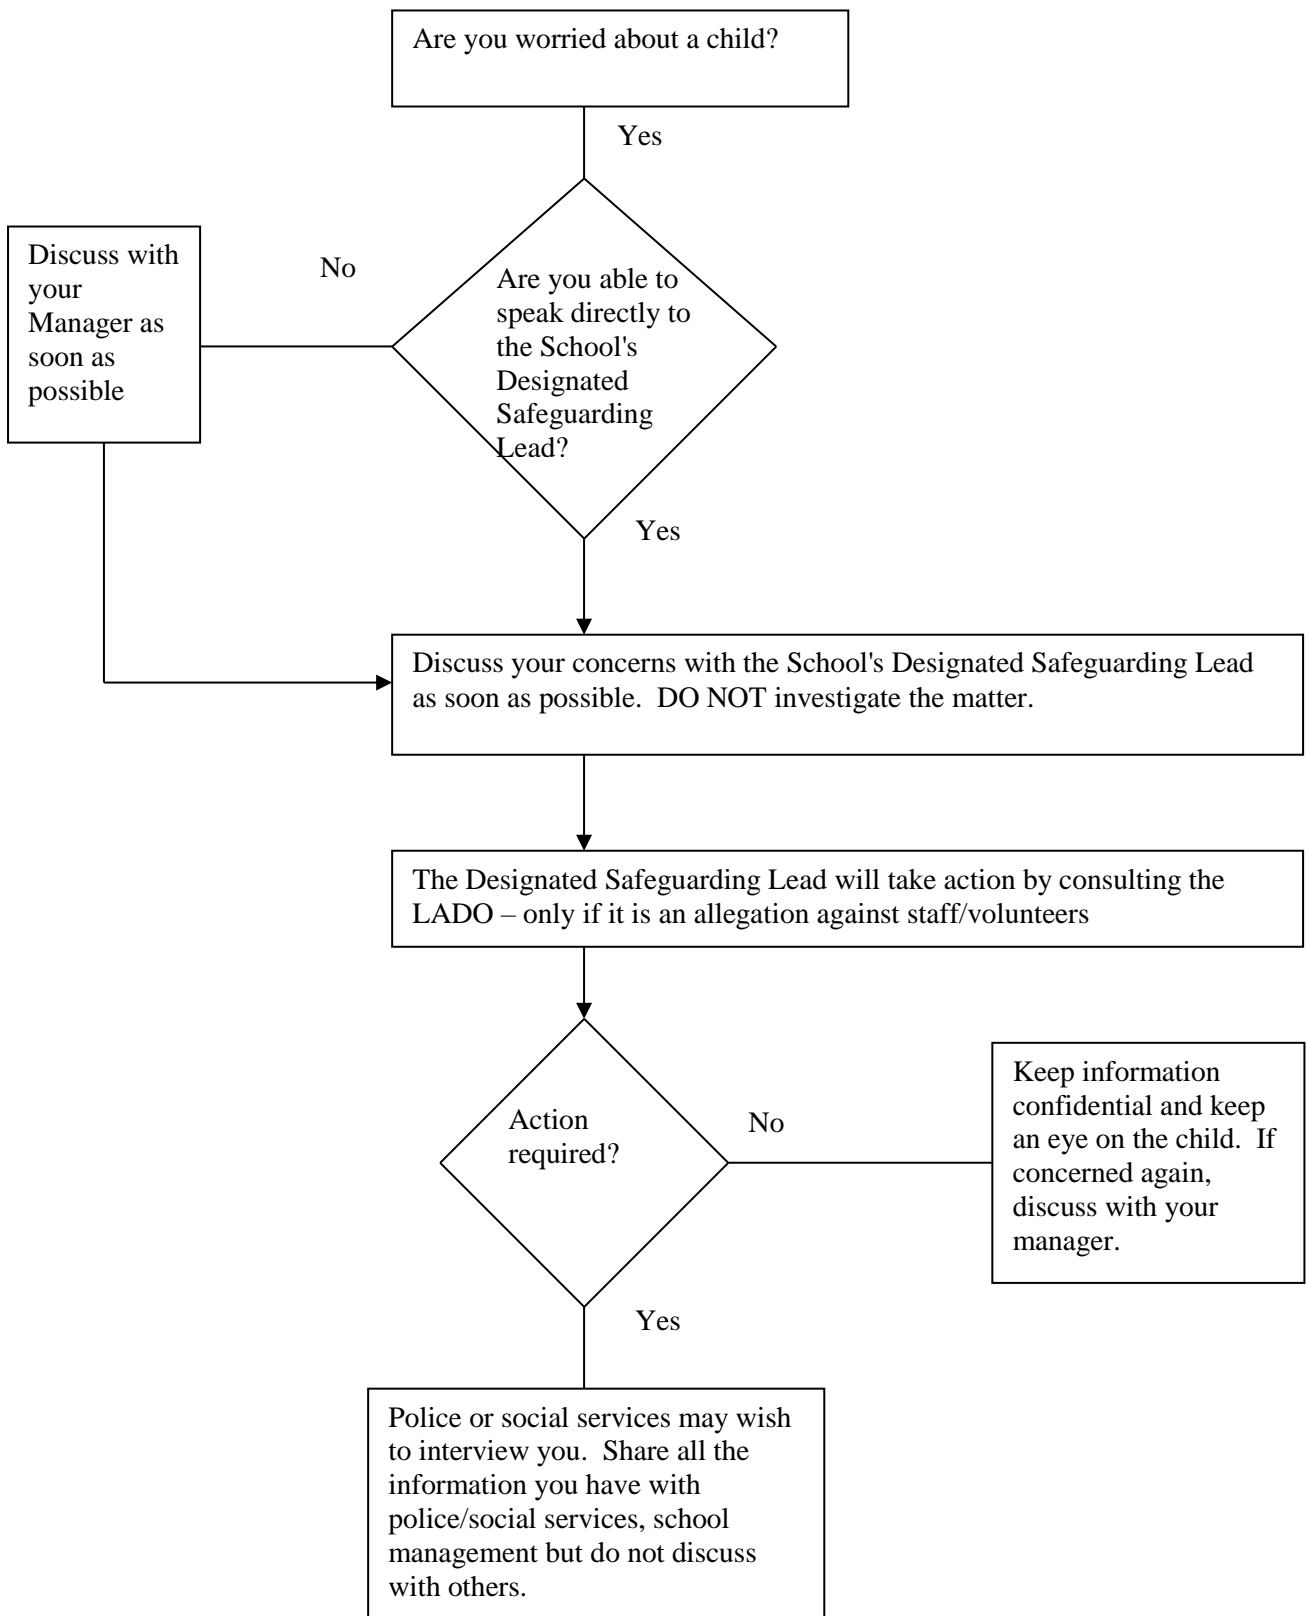 Are you worried about a child?
Yes
Discuss with
your
Manager as
soon as
possible
No
Are you able to
speak directly to
the School's
Designated
Safeguarding
Lead?
Yes
Discuss your concerns with the School's Designated Safeguarding Lead
as soon as possible.  DO NOT investigate the matter.
The Designated Safeguarding Lead will take action by consulting the
LADO – only if it is an allegation against staff/volunteers
Action
required?
No
Keep information
confidential and keep
an eye on the child.  If
concerned again,
discuss with your
manager.
Yes
Police or social services may wish
to interview you.  Share all the
information you have with
police/social services, school
management but do not discuss
with others.